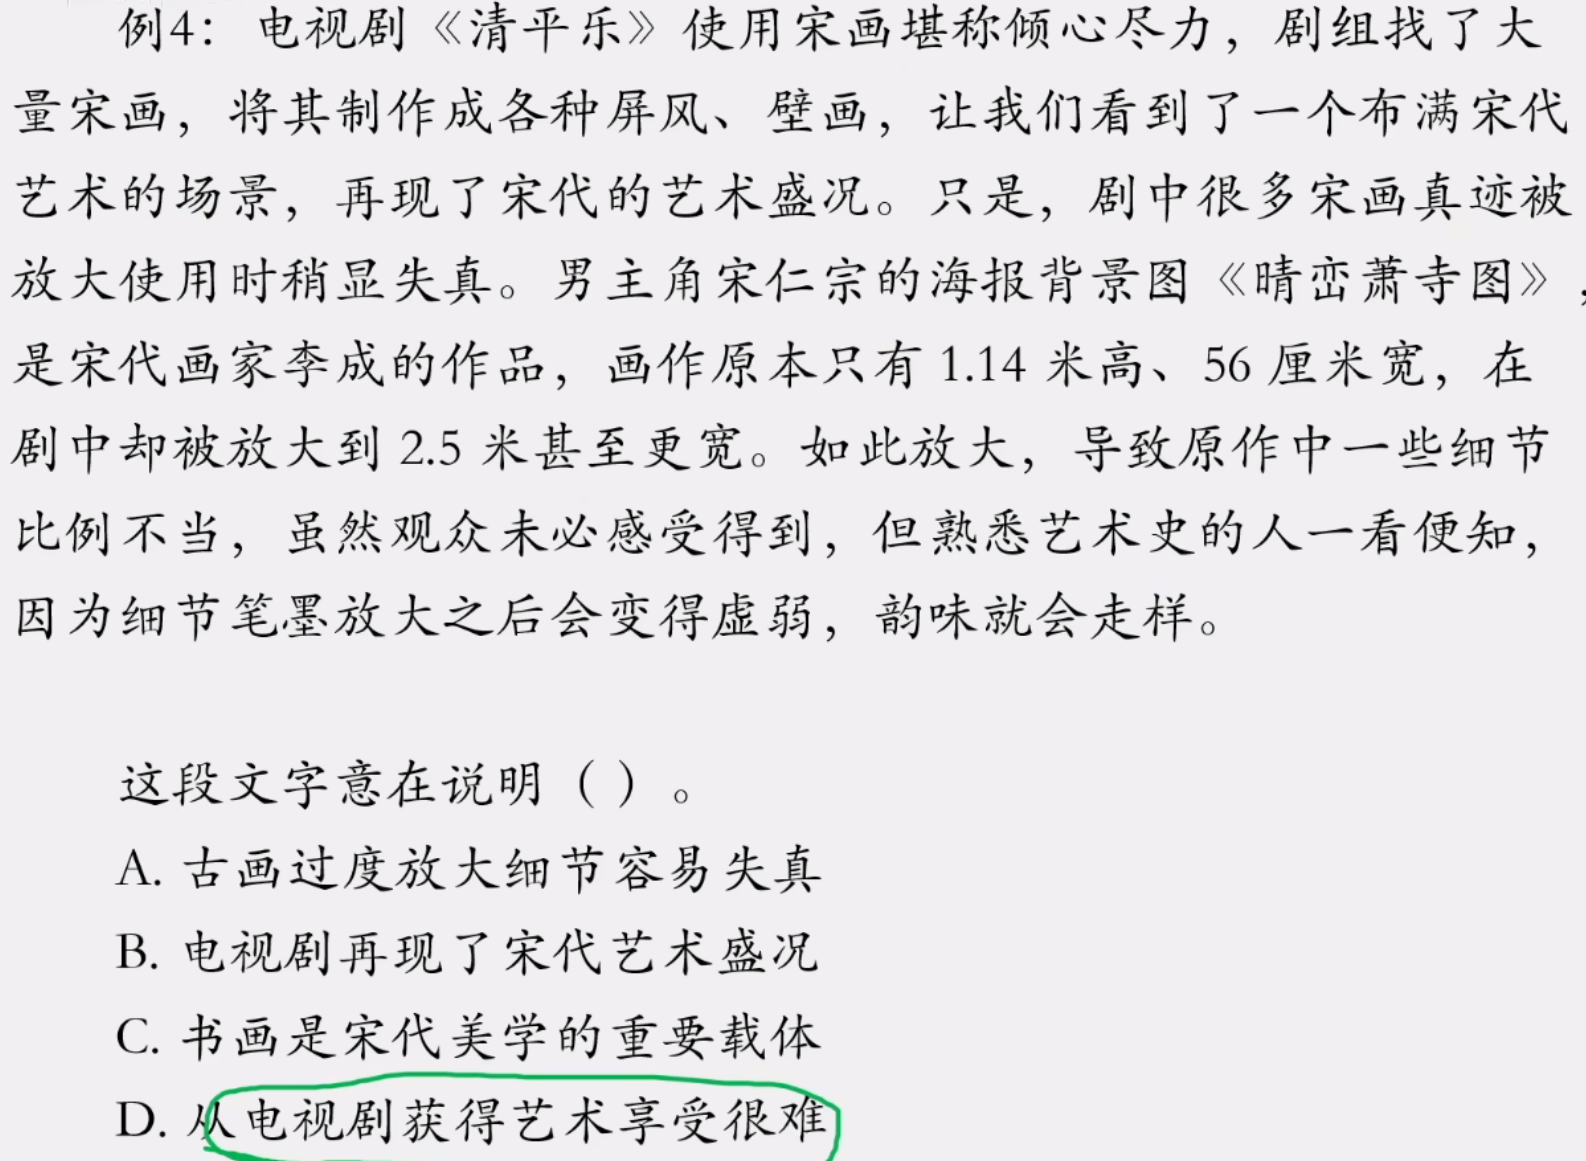 例4：电视剧《清平乐》使用宋画堪称倾心尽力，剧组找了大
量宋画，将其制作成各种屏风、壁画，让我们看到了一个布满宋代
艺术的场景，再现了宋代的艺术盛况。只是，剧中很多宋画真迹被
放大使用时稍显失真。男主角宋仁宗的海报背景图《晴峦萧寺图》，
是宋代画家李成的作品，画作原本只有 1.14 米高、56 厘米宽，在
剧中却被放大到 2.5 米甚至更宽。如此放大，导致原作中一些细节
比例不当，虽然观众未必感受得到，但熟悉艺术史的人一看便知，
因为细节笔墨放大之后会变得虚弱，韵味就会走样。
这段文字意在说明（ ）。
A. 古画过度放大细节容易失真
B. 电视剧再现了宋代艺术盛况
C. 书画是宋代美学的重要载体
D. 从电视剧获得艺术享受很难